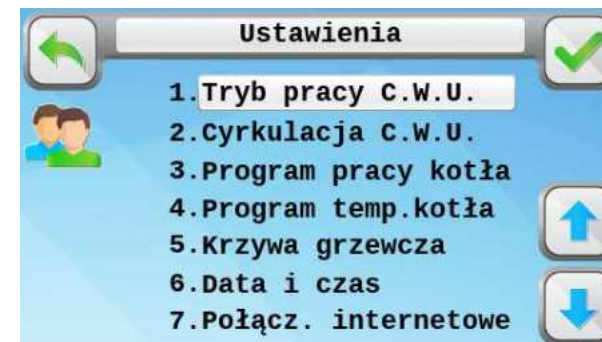 Ustawienia
1.Tryb pracy C.W.U.
2.Cyrkulacja C.W.U.
3.Program pracy kotła
4.Program temp.kotła
5.Krzywa grzewcza
6.Data i czas
7.Połącz. internetowe